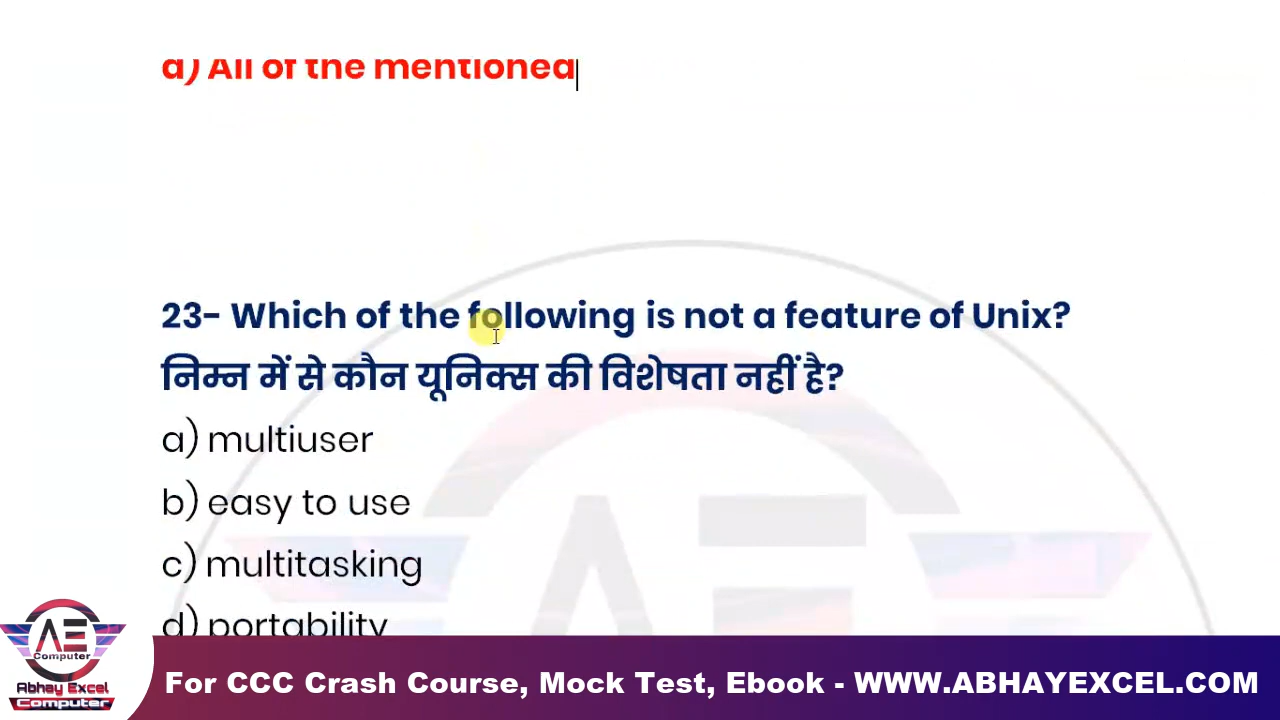 d) All of the mentioned
23- Which of the following is not a feature of Unix?
निम्न में से कौन यूनिक्स की विशेषता नहीं है?
a) multiuser
b) easy to use
c) multitasking
d) portability
AE
Computer
Abhay Excel
Computer
For CCC Crash Course, Mock Test, Ebook - WWW.ABHAYEXCEL.COM